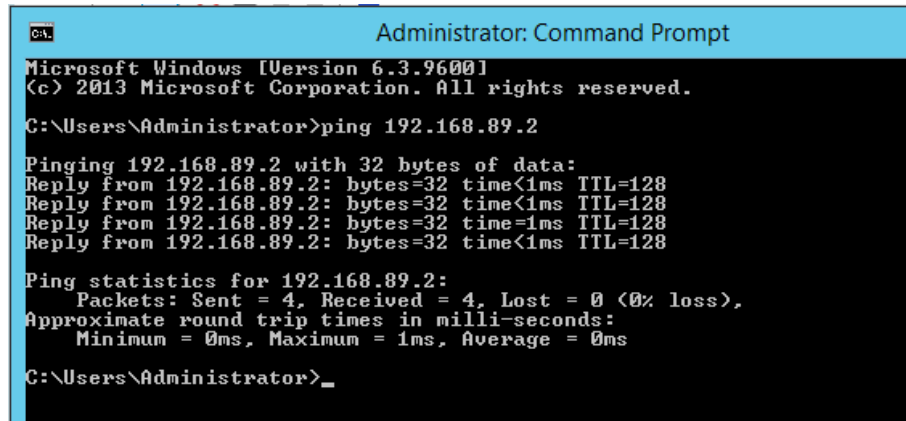 Administrator: Command Prompt
Microsoft Windows [Version 6.3.9600]
(c) 2013 Microsoft Corporation. All rights reserved.
C:\Users\Administrator>ping 192.168.89.2
Pinging 192.168.89.2 with 32 bytes of data:
Reply from 192.168.89.2: bytes=32 time<1ms TTL=128
Reply from 192.168.89.2: bytes=32 time<1ms TTL=128
Reply from 192.168.89.2: bytes=32 time=1ms TTL=128
Reply from 192.168.89.2: bytes=32 time<1ms TTL=128
Ping statistics for 192.168.89.2:
Packets: Sent = 4, Received = 4, Lost = 0 (0% loss),
Approximate round trip times in milli-seconds:
Minimum = 0ms, Maximum = 1ms, Average = 0ms
C:\Users\Administrator>_